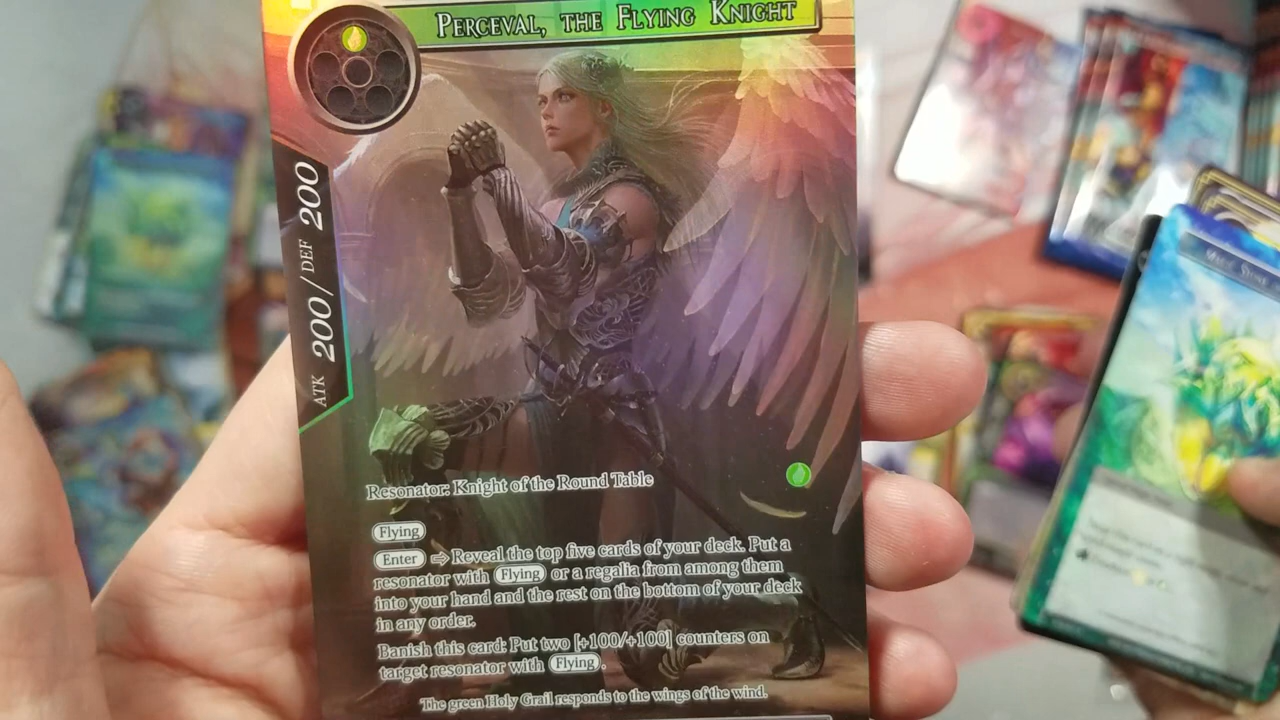 PERCEVAL, THE FLYING KNIGHT
ATK 200/DEF 200
Resonator: Knight of the Round Table
Flying
Enter ⇒ Reveal the top five cards of your deck. Put a
resonator with Flying or a regalia from among them
into your hand and the rest on the bottom of your deck
in any order.
Banish this card: Put two [+100/+100] counters on
target resonator with Flying.
The green Holy Grail responds to the wings of the wind.
MAGIC STONE